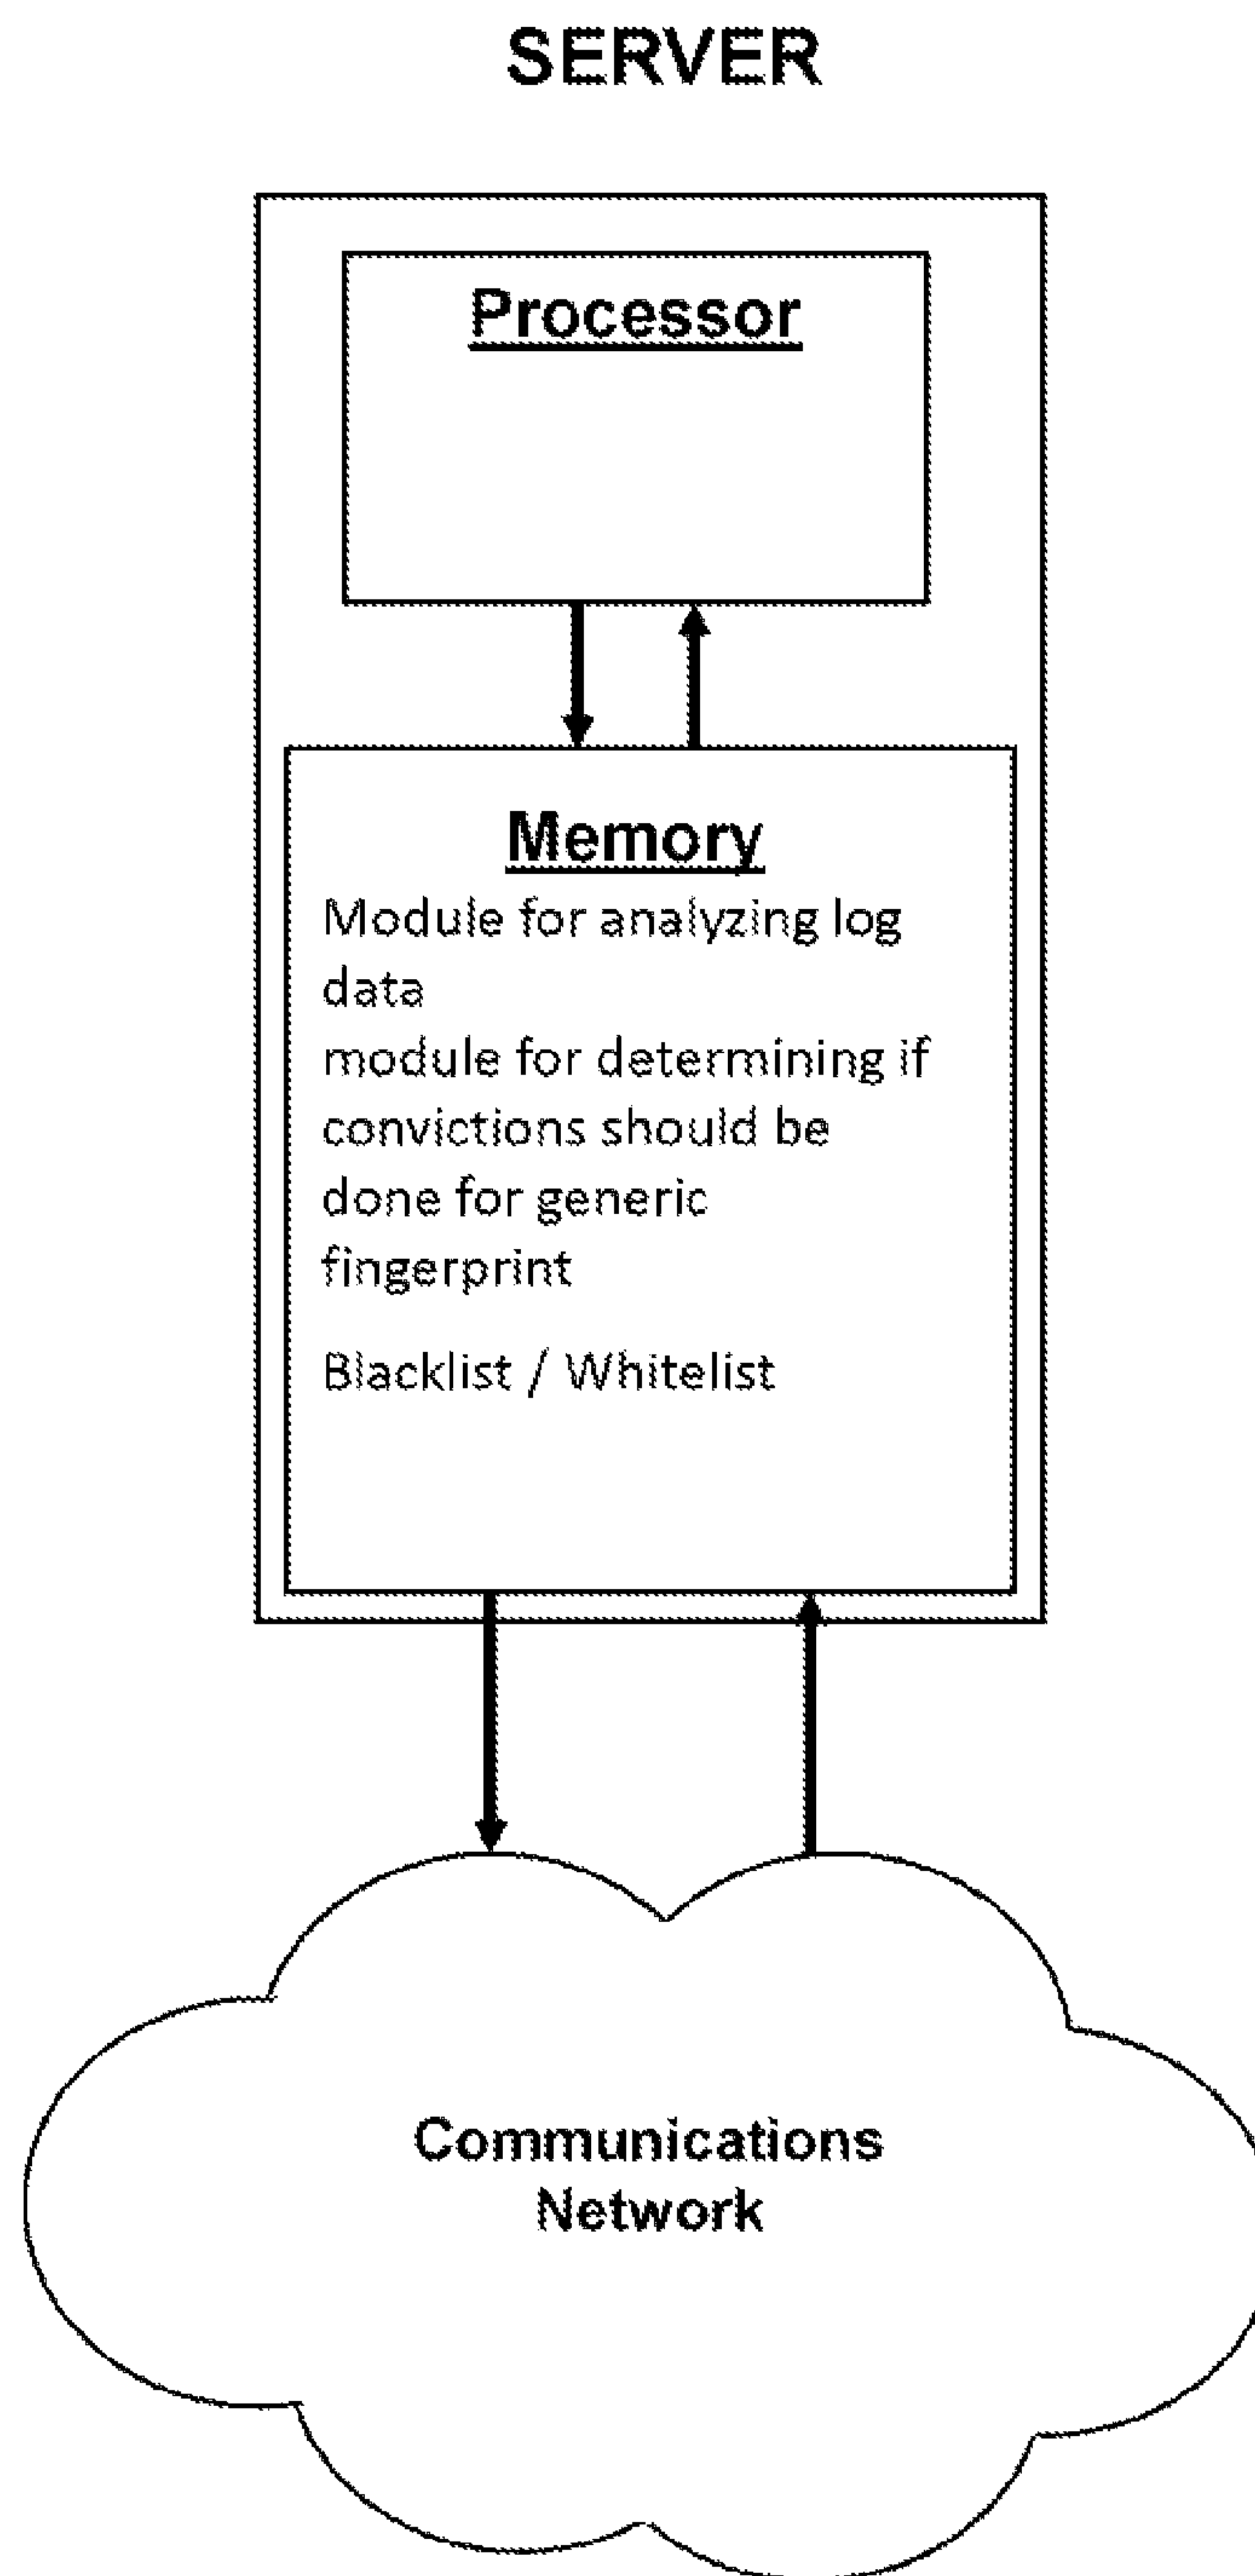 SERVER
Processor
Memory
Module for analyzing log
data
module for determining if
convictions should be
done for generic
fingerprint
Blacklist / Whitelist
Communications
Network